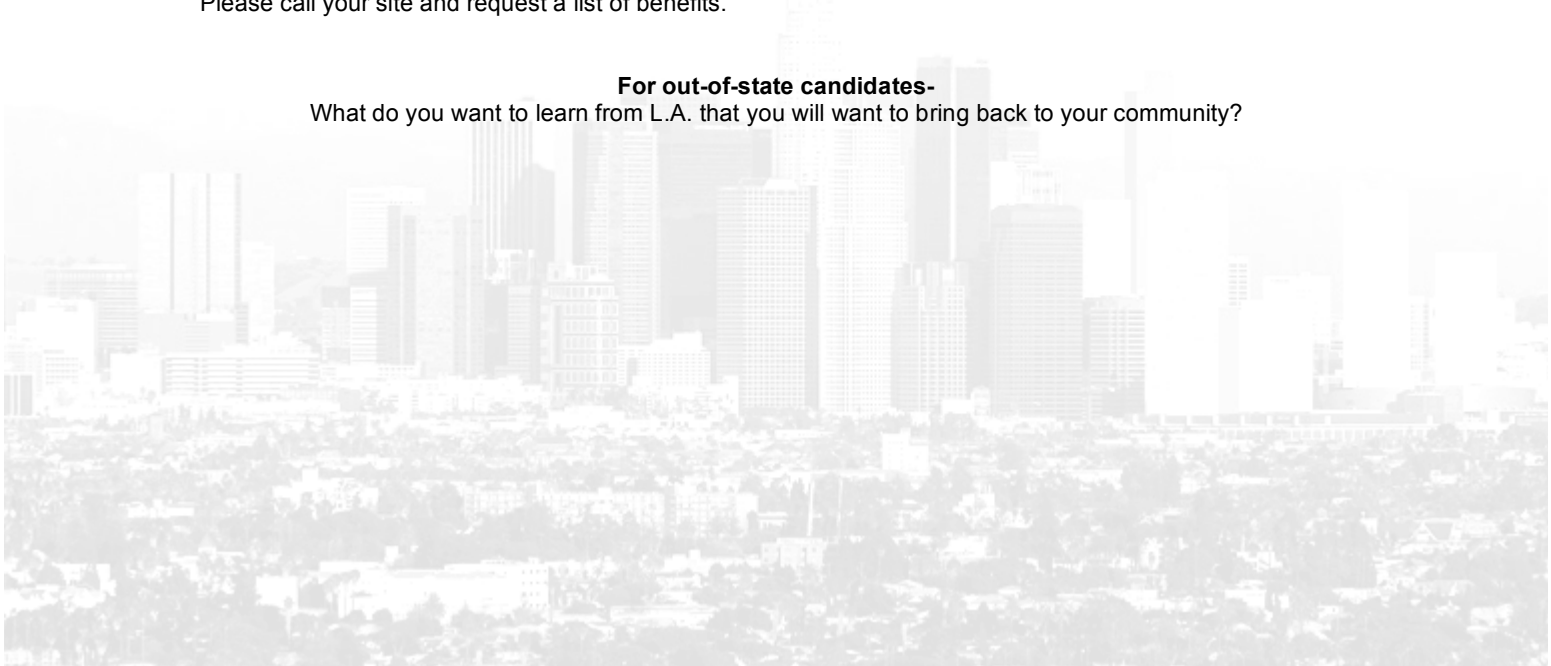 Please call your site and request a list of benefits.
For out-of-state candidates-
What do you want to learn from L.A. that you will want to bring back to your community?